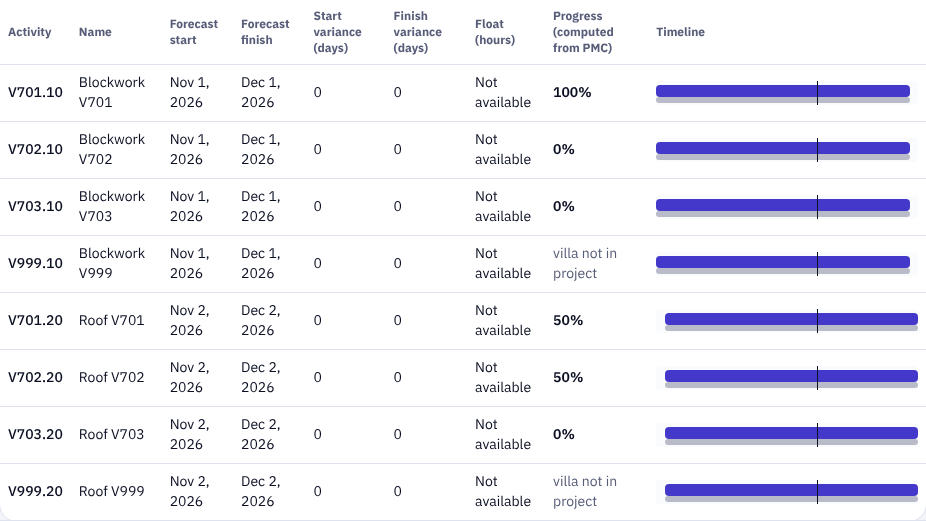 Activity Name Forecast start Forecast finish Start variance (days) Finish variance (days) Float (hours) Progress (computed from PMC) Timeline
V701.10 Blockwork V701 Nov 1, 2026 Dec 1, 2026 0 0 Not available 100%
V702.10 Blockwork V702 Nov 1, 2026 Dec 1, 2026 0 0 Not available 0%
V703.10 Blockwork V703 Nov 1, 2026 Dec 1, 2026 0 0 Not available 0%
V999.10 Blockwork V999 Nov 1, 2026 Dec 1, 2026 0 0 Not available villa not in project
V701.20 Roof V701 Nov 2, 2026 Dec 2, 2026 0 0 Not available 50%
V702.20 Roof V702 Nov 2, 2026 Dec 2, 2026 0 0 Not available 50%
V703.20 Roof V703 Nov 2, 2026 Dec 2, 2026 0 0 Not available 0%
V999.20 Roof V999 Nov 2, 2026 Dec 2, 2026 0 0 Not available villa not in project